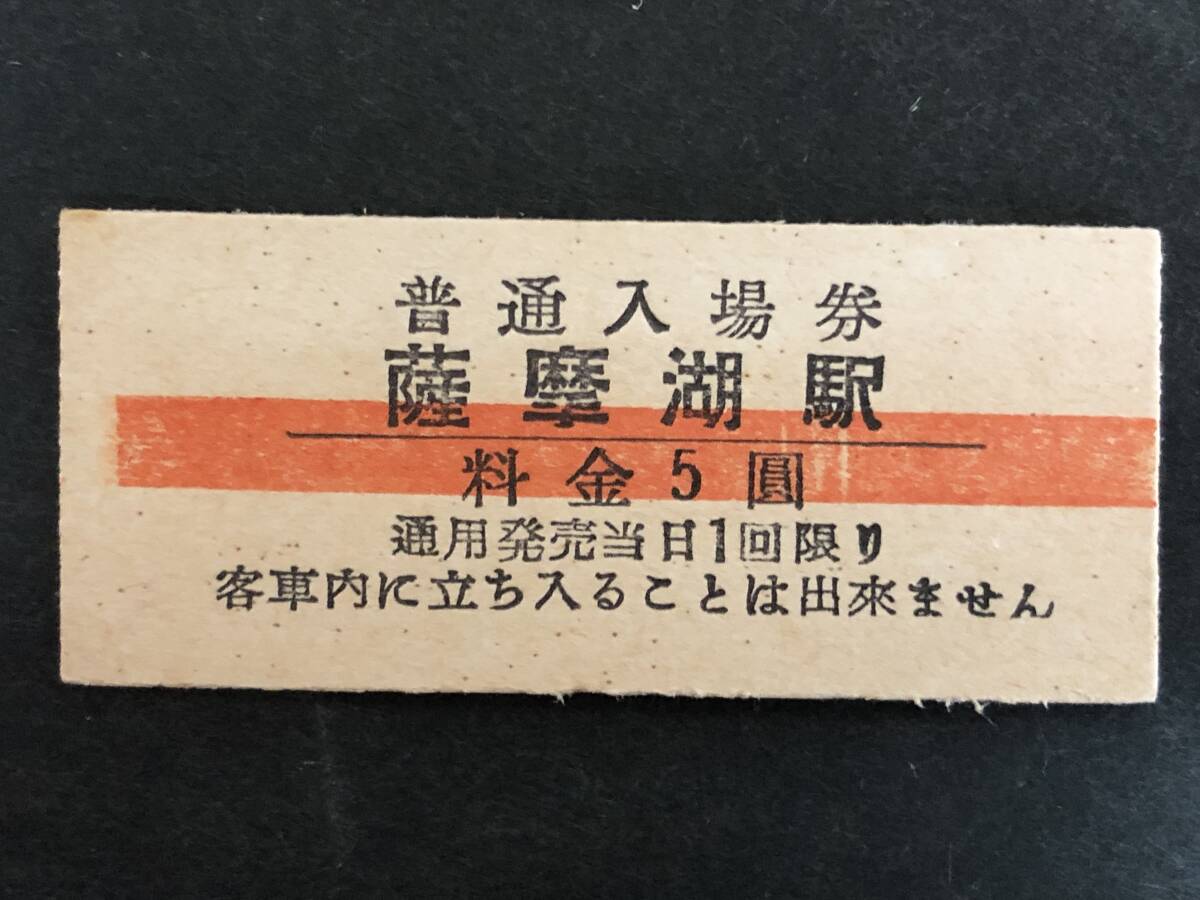 普通入場券
薩摩湖駅
料金5圓
通用発売当日1回限り
客車内に立ち入ることは出來ません